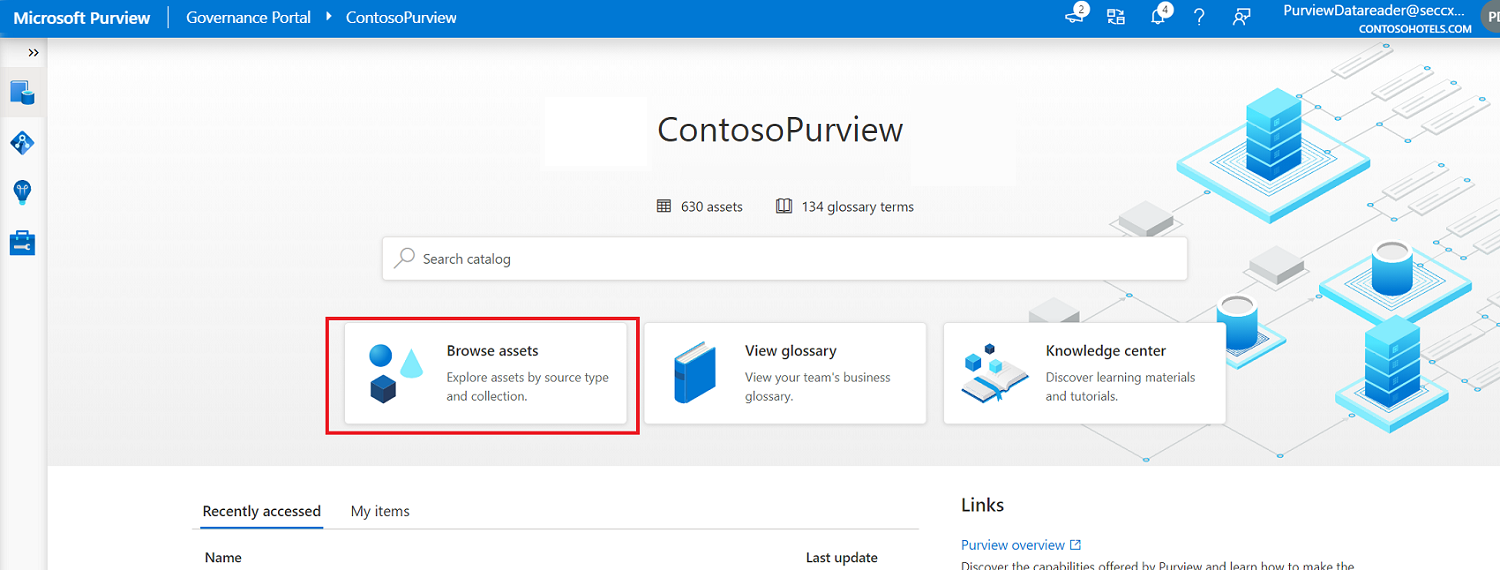 Microsoft Purview
Governance Portal
ContosoPurview
2
4
?
PurviewDatareader@seccx...
CONTOSOHOTELS.COM
ContosoPurview
630 assets
134 glossary terms
Search catalog
Browse assets
Explore assets by source type
and collection.
View glossary
View your team's business
glossary.
Knowledge center
Discover learning materials
and tutorials.
Recently accessed
My items
Links
Name
Last update
Purview overview
Discover the capabilities offered by Purview and learn how to make the